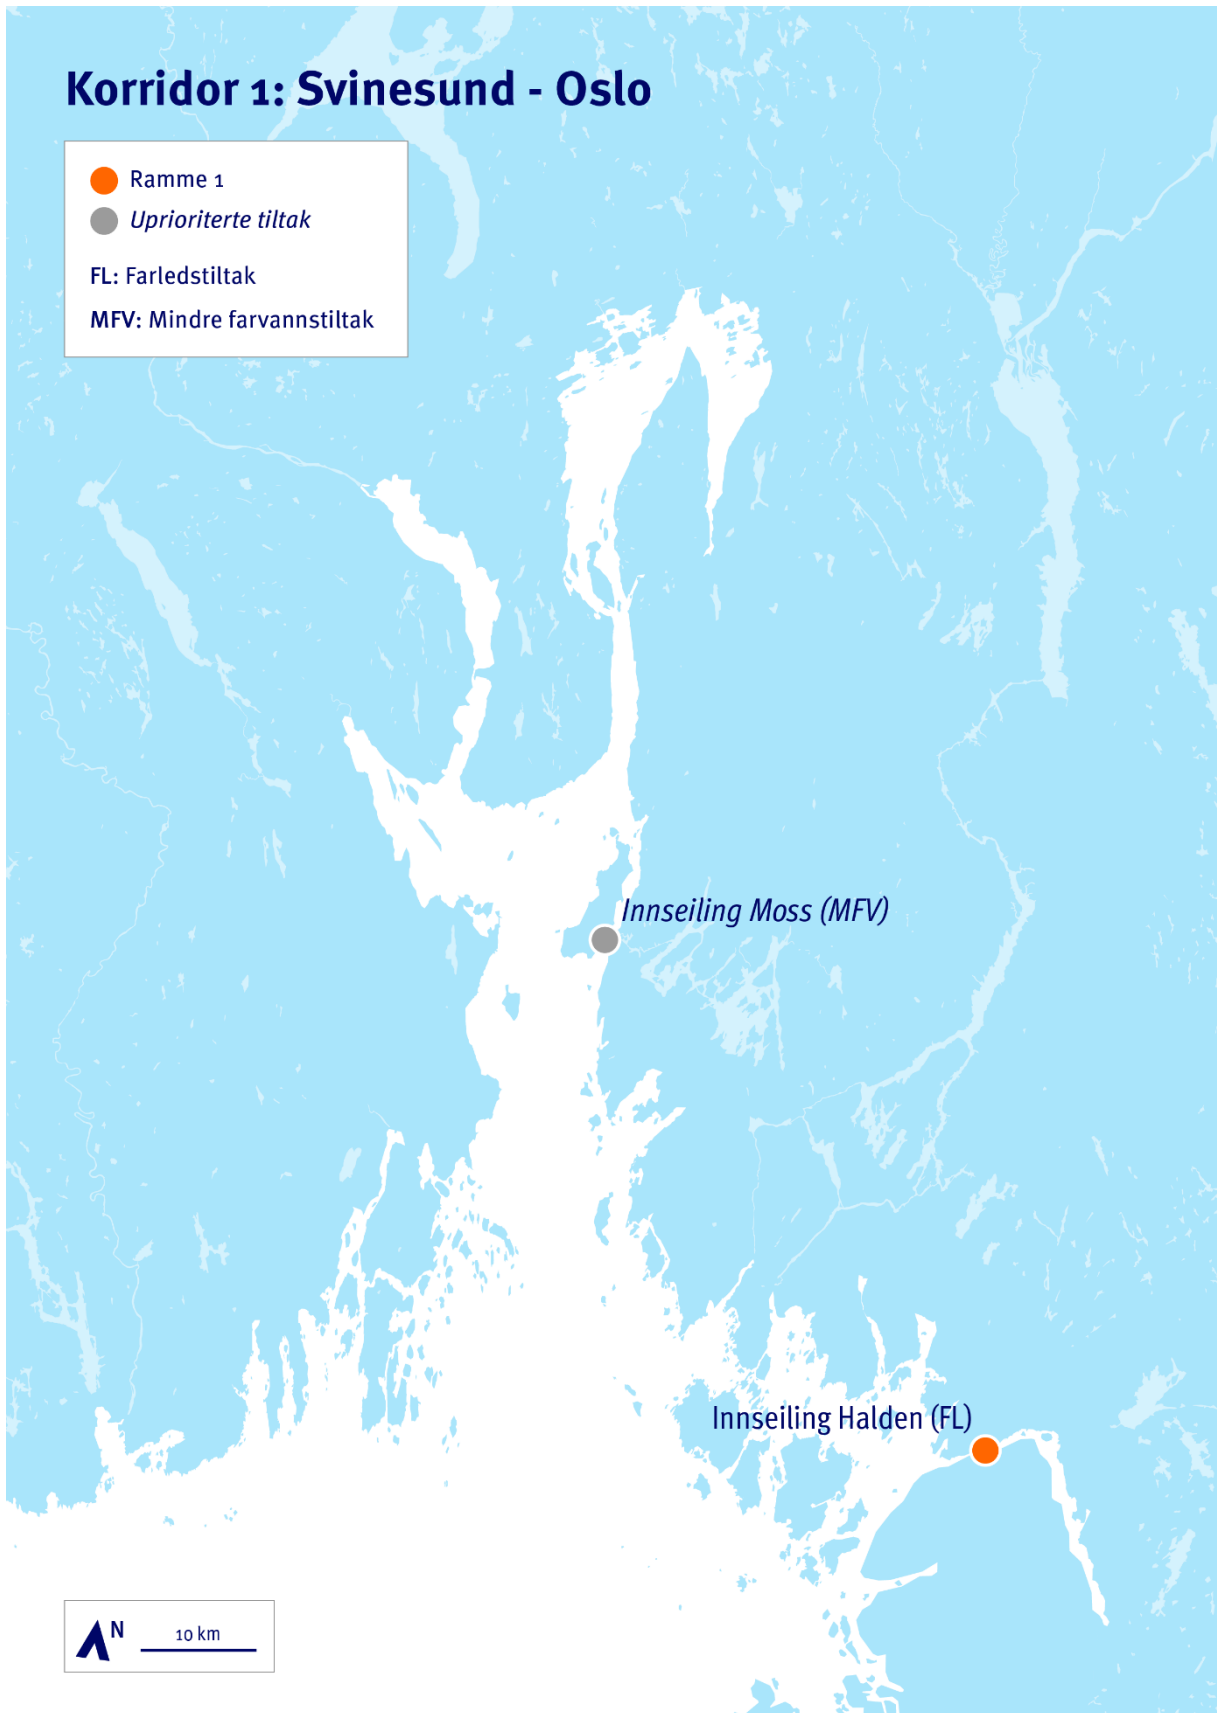 Korridor 1: Svinesund - Oslo
Ramme 1
Uprioriterte tiltak
FL: Farledstiltak
MFV: Mindre farvannstiltak
Innseiling Moss (MFV)
Innseiling Halden (FL)
N
10 km